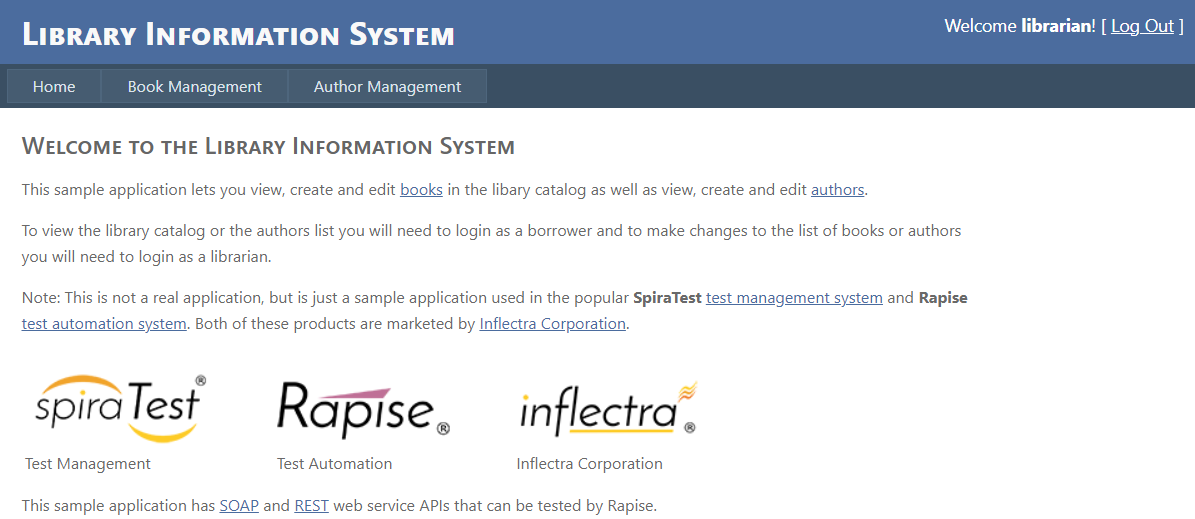 Library Information System
Welcome librarian! [ Log Out ]
Home Book Management Author Management
Welcome to the Library Information System
This sample application lets you view, create and edit books in the libary catalog as well as view, create and edit authors.
To view the library catalog or the authors list you will need to login as a borrower and to make changes to the list of books or authors
you will need to login as a librarian.
Note: This is not a real application, but is just a sample application used in the popular SpiraTest test management system and Rapise
test automation system. Both of these products are marketed by Inflectra Corporation.
spiraTest® Rapise® inflectra®
Test Management Test Automation Inflectra Corporation
This sample application has SOAP and REST web service APIs that can be tested by Rapise.